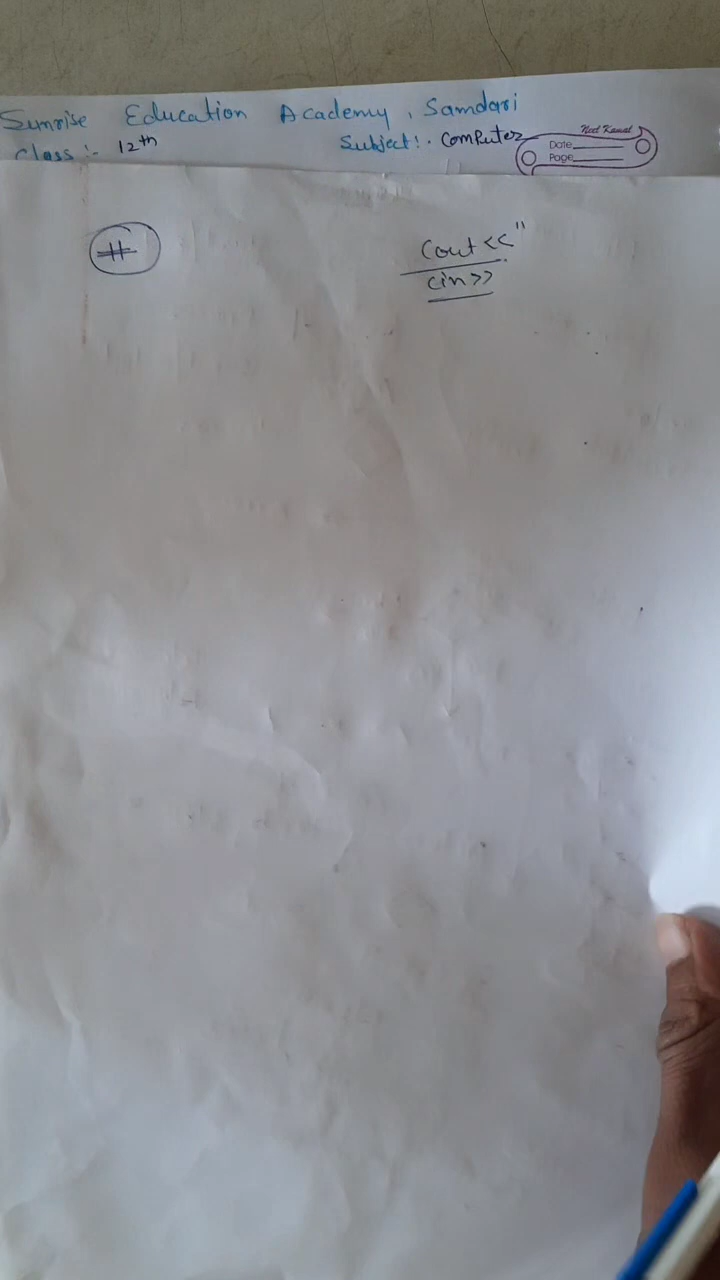 Sunrise Education Academy, Samdari
Class :- 12th Subject :- Computer
Neel Kamal
Date
Page
# cout<<"
cin>>